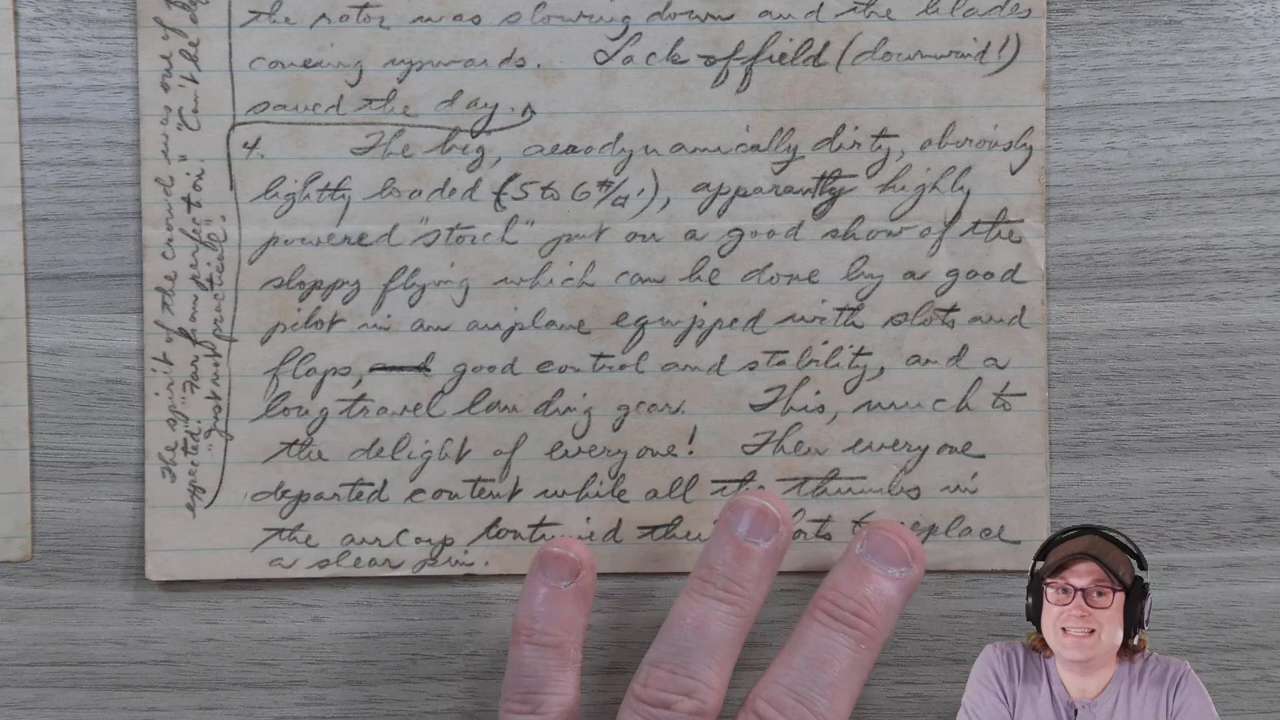 the rotor was slowing down and the blades
coneing upwards. Lack of field (downwind!)
saved the day.
4. The big, aerodynamically dirty, obviously
lightly loaded (5 to 6#/□'), apparantly highly
powered "storch" put on a good show of the
sloppy flying which can be done by a good
pilot in an airplane equipped with slots and
flaps, and good control and stability, and a
long travel landing gear. This, much to
the delight of everyone! Then everyone
departed content while all the thumbs in
the air corp continued their to replace
a shear pin.
The spirit of the crowd was one of
expected. "Far from perfection" "Can't be
"Just not practicable".